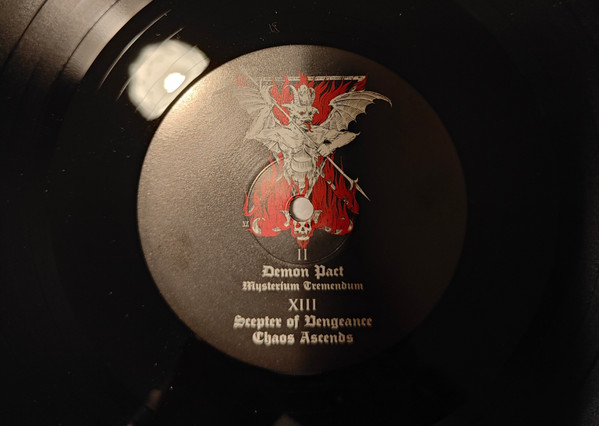 II
Demon Pact
Mysterium Tremendum
XIII
Scepter of Vengeance
Chaos Ascends